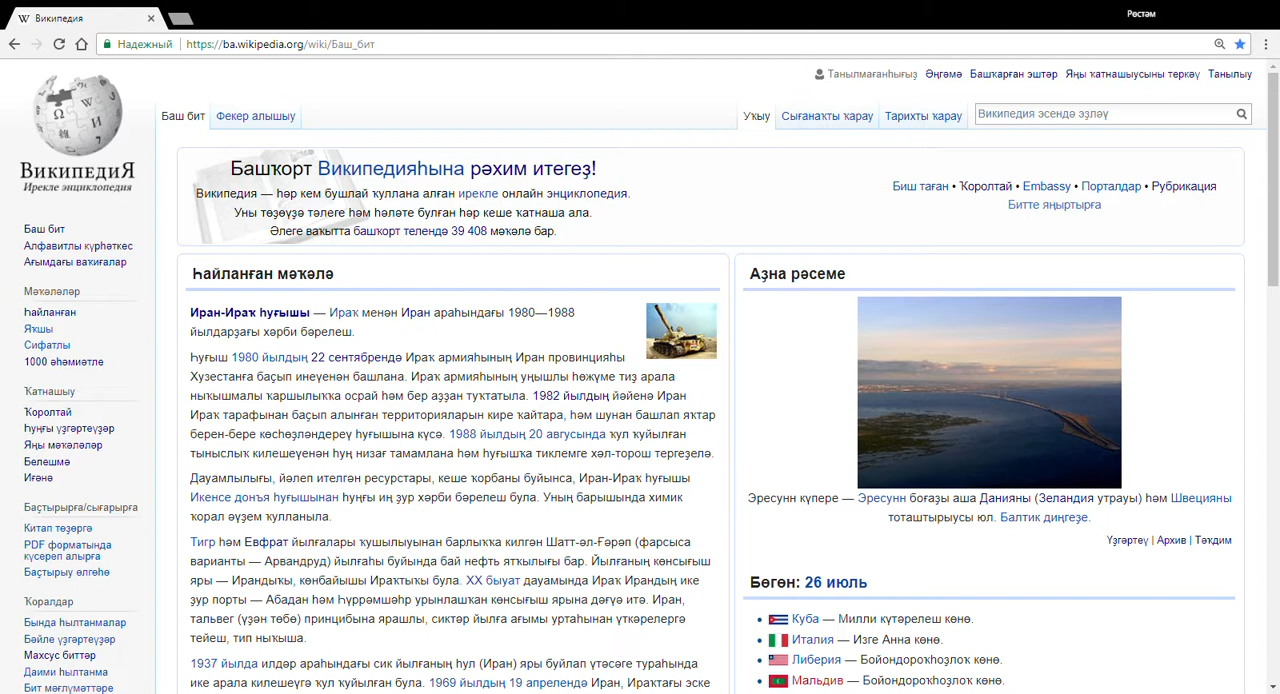 Википедия
Рөстәм
Надежный
https://ba.wikipedia.org/wiki/Баш_бит
Танылмағанһығыҙ Әңгәмә Башҡарған эштәр Яңы ҡатнашыусыны теркәү Танылыу
Баш бит Фекер алышыу Уҡыу Сығанаҡты ҡарау Тарихты ҡарау Википедия эсендә эҙләү
ВикипедиЯ
Ирекле энциклопедия
Баш бит
Алфавитлы күрһәткес
Ағымдағы ваҡиғалар
Мәҡәләләр
Һайланған
Яҡшы
Сифатлы
1000 әһәмиәтле
Ҡатнашыу
Ҡоролтай
Һуңғы үҙгәртеүҙәр
Яңы мәҡәләләр
Белешмә
Иғәнә
Баҫтырырға/сығарырға
Китап төҙөргә
PDF форматында
күсереп алырға
Баҫтырыу өлгөһө
Ҡоралдар
Бында һылтанмалар
Бәйле үҙгәртеүҙәр
Махсус биттәр
Даими һылтанма
Бит мәғлүмәттәре
Башҡорт Википедияһына рәхим итегеҙ!
Википедия — һәр кем бушлай ҡуллана алған ирекле онлайн энциклопедия.
Уны төҙөүҙә теләге һәм һәләте булған һәр кеше ҡатнаша ала.
Әлеге ваҡытта башҡорт телендә 39 408 мәҡәлә бар.
Биш таған • Ҡоролтай • Embassy • Порталдар • Рубрикация
Битте яңыртырға
Һайланған мәҡәлә
Иран-Ираҡ һуғышы — Ираҡ менән Иран араһындағы 1980—1988
йылдарҙағы хәрби бәрелеш.
Һуғыш 1980 йылдың 22 сентябрендә Ираҡ армияһының Иран провинцияһы
Хузестанға баҫып инеүенән башлана. Ираҡ армияһының уңышлы һөжүме тиҙ арала
ныҡышмалы ҡаршылыҡҡа осрай һәм бер аҙҙан туҡтатыла. 1982 йылдың йәйенә Иран
Ираҡ тарафынан баҫып алынған территорияларын кире ҡайтара, һәм шунан башлап яҡтар
берен-бере көсһөҙләндереү һуғышына күсә. 1988 йылдың 20 авгусында ҡул ҡуйылған
тыныслыҡ килешеүенән һуң низағ тамамлана һәм һуғышҡа тиклемге хәл-торош тергеҙелә.
Дауамлылығы, йәлеп ителгән ресурстары, кеше ҡорбаны буйынса, Иран-Ираҡ һуғышы
Икенсе донъя һуғышынан һуңғы иң ҙур хәрби бәрелеш була. Уның барышында химик
ҡорал әүҙем ҡулланыла.
Тигр һәм Евфрат йылғалары ҡушылыуынан барлыҡҡа килгән Шатт-әл-Ғәрәп (фарсыса
варианты — Арвандруд) йылғаһы буйында бай нефть ятҡылығы бар. Йылғаның көнсығыш
яры — Ирандыҡы, көнбайышы Ираҡтыҡы була. XX быуат дауамында Ираҡ Ирандың ике
ҙур порты — Абадан һәм Һүррәмшәһр урынлашҡан көнсығыш ярына дәғүә итә. Иран,
тальвег (үҙән төбө) принцибына ярашлы, сиктәр йылға ағымы уртаһынан үткәрелергә
тейеш, тип ныҡыша.
1937 йылда илдәр араһындағы сик йылғаның һул (Иран) яры буйлап үтәсәге тураһында
ике арала килешеүгә ҡул ҡуйылған була. 1969 йылдың 19 апрелендә Иран, Ираҡтағы эске
Аҙна рәсеме
Эресунн күпере — Эресунн боғаҙы аша Данияны (Зеландия утрауы) һәм Швецияны
тоташтырыусы юл. Балтик диңгеҙе.
Үҙгәртеү | Архив | Тәҡдим
Бөгөн: 26 июль
• Куба — Милли күтәрелеш көнө.
• Италия — Изге Анна көнө.
• Либерия — Бойондороҡһоҙлоҡ көнө.
• Мальдив — Бойондороҡһоҙлоҡ көнө.